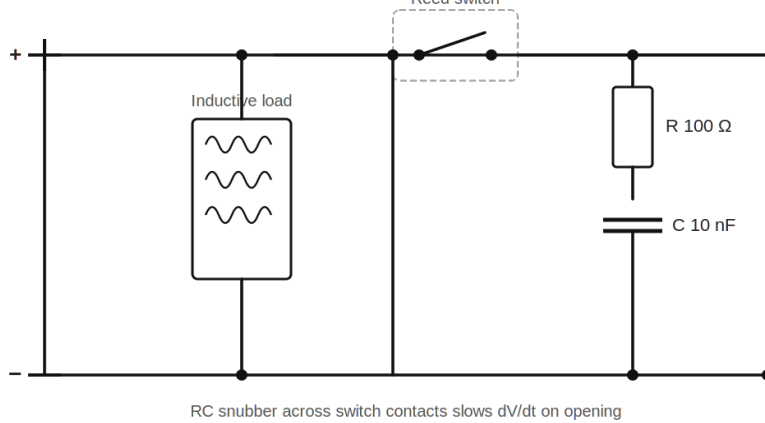 Reed switch
+
Inductive load
R 100 Ω
C 10 nF
−
RC snubber across switch contacts slows dV/dt on opening